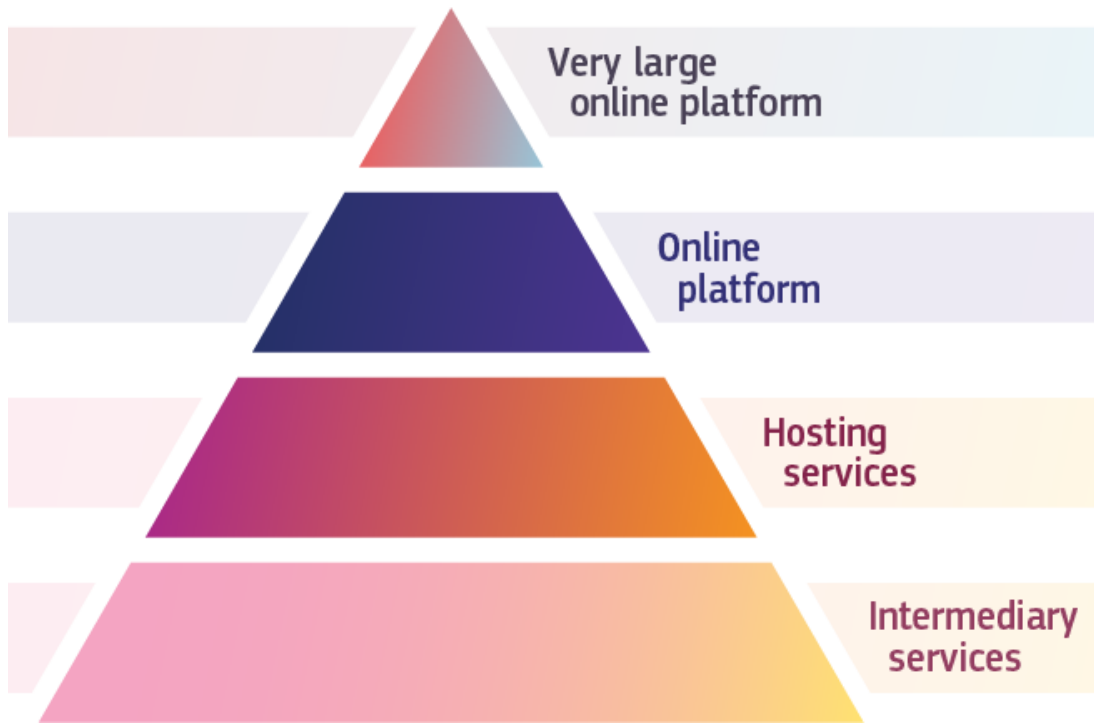 Very large
online platform
Online
platform
Hosting
services
Intermediary
services